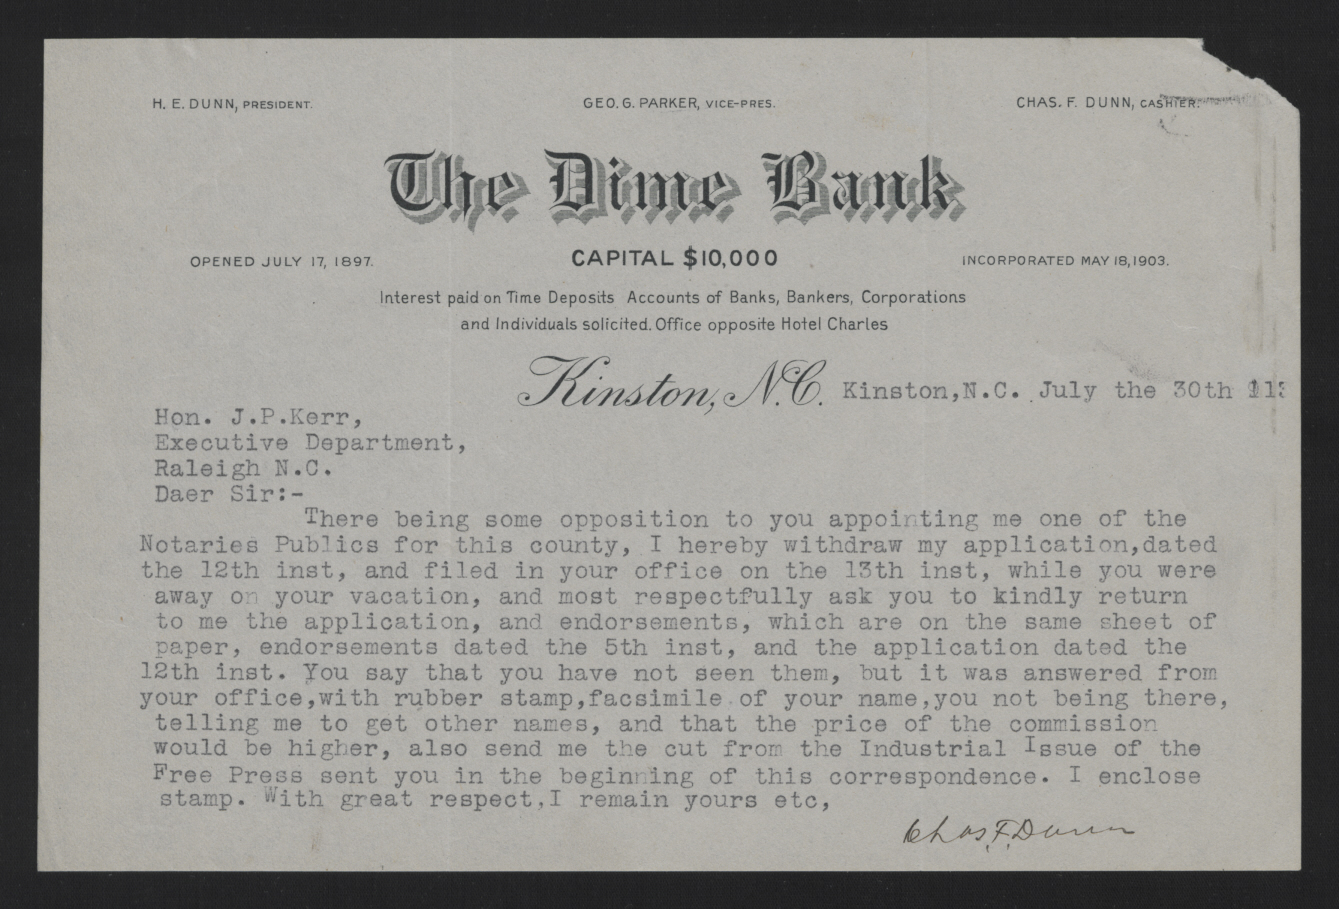 H. E. DUNN, PRESIDENT. GEO. G. PARKER, VICE-PRES. CHAS. F. DUNN, CASHIER.
The Dime Bank
OPENED JULY 17, 1897. CAPITAL $10,000 INCORPORATED MAY 18, 1903.
Interest paid on Time Deposits Accounts of Banks, Bankers, Corporations
and Individuals solicited. Office opposite Hotel Charles
Kinston, N.C. Kinston,N.C. July the 30th
Hon. J.P.Kerr,
Executive Department,
Raleigh N.C.
Daer Sir:-
There being some opposition to you appointing me one of the
Notaries Publics for this county, I hereby withdraw my application,dated
the 12th inst, and filed in your office on the 13th inst, while you were
away on your vacation, and most respectfully ask you to kindly return
to me the application, and endorsements, which are on the same sheet of
paper, endorsements dated the 5th inst, and the application dated the
12th inst. You say that you have not seen them, but it was answered from
your office,with rubber stamp,facsimile of your name,you not being there,
telling me to get other names, and that the price of the commission
would be higher, also send me the cut from the Industrial Issue of the
Free Press sent you in the beginning of this correspondence. I enclose
stamp. With great respect,I remain yours etc,
Chas. F. Dunn